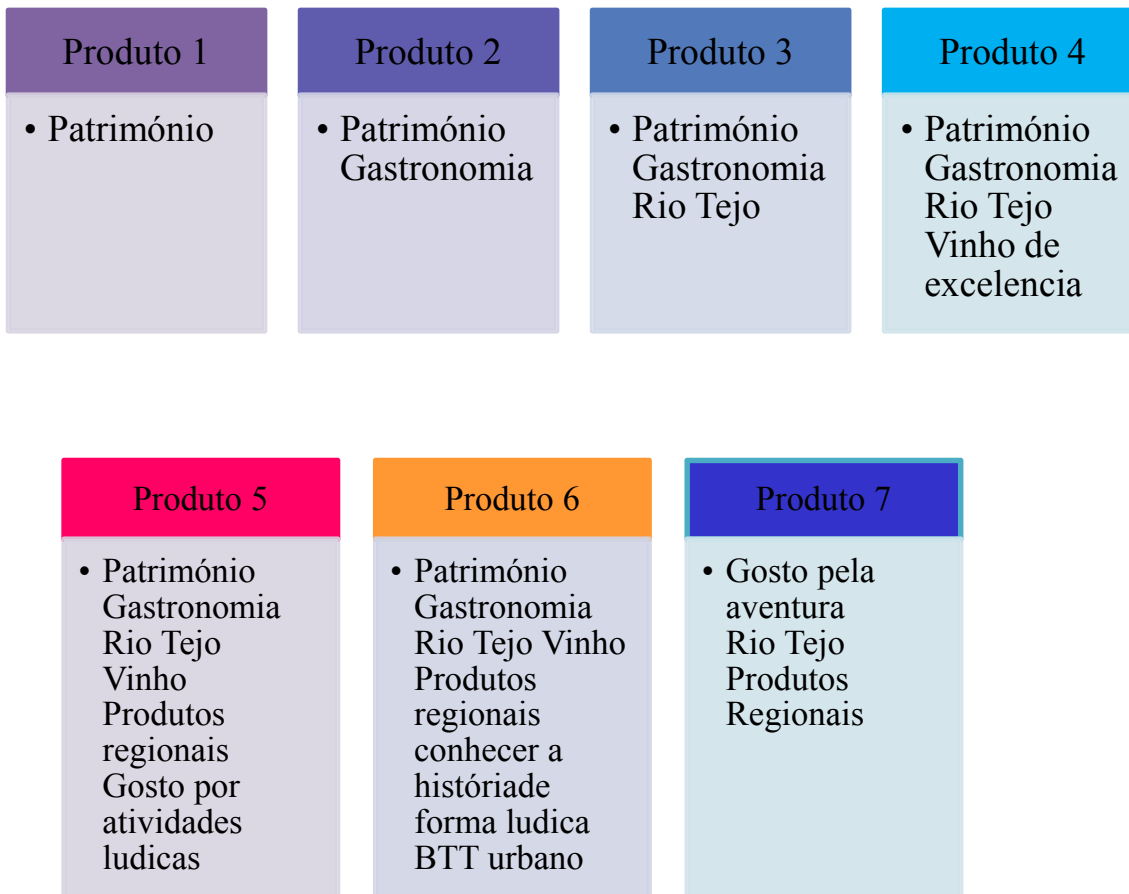 Produto 1
• Património
Produto 2
• Património
Gastronomia
Produto 3
• Património
Gastronomia
Rio Tejo
Produto 4
• Património
Gastronomia
Rio Tejo
Vinho de
excelencia
Produto 5
• Património
Gastronomia
Rio Tejo
Vinho
Produtos
regionais
Gosto por
atividades
ludicas
Produto 6
• Património
Gastronomia
Rio Tejo Vinho
Produtos
regionais
conhecer a
históriade
forma ludica
BTT urbano
Produto 7
• Gosto pela
aventura
Rio Tejo
Produtos
Regionais